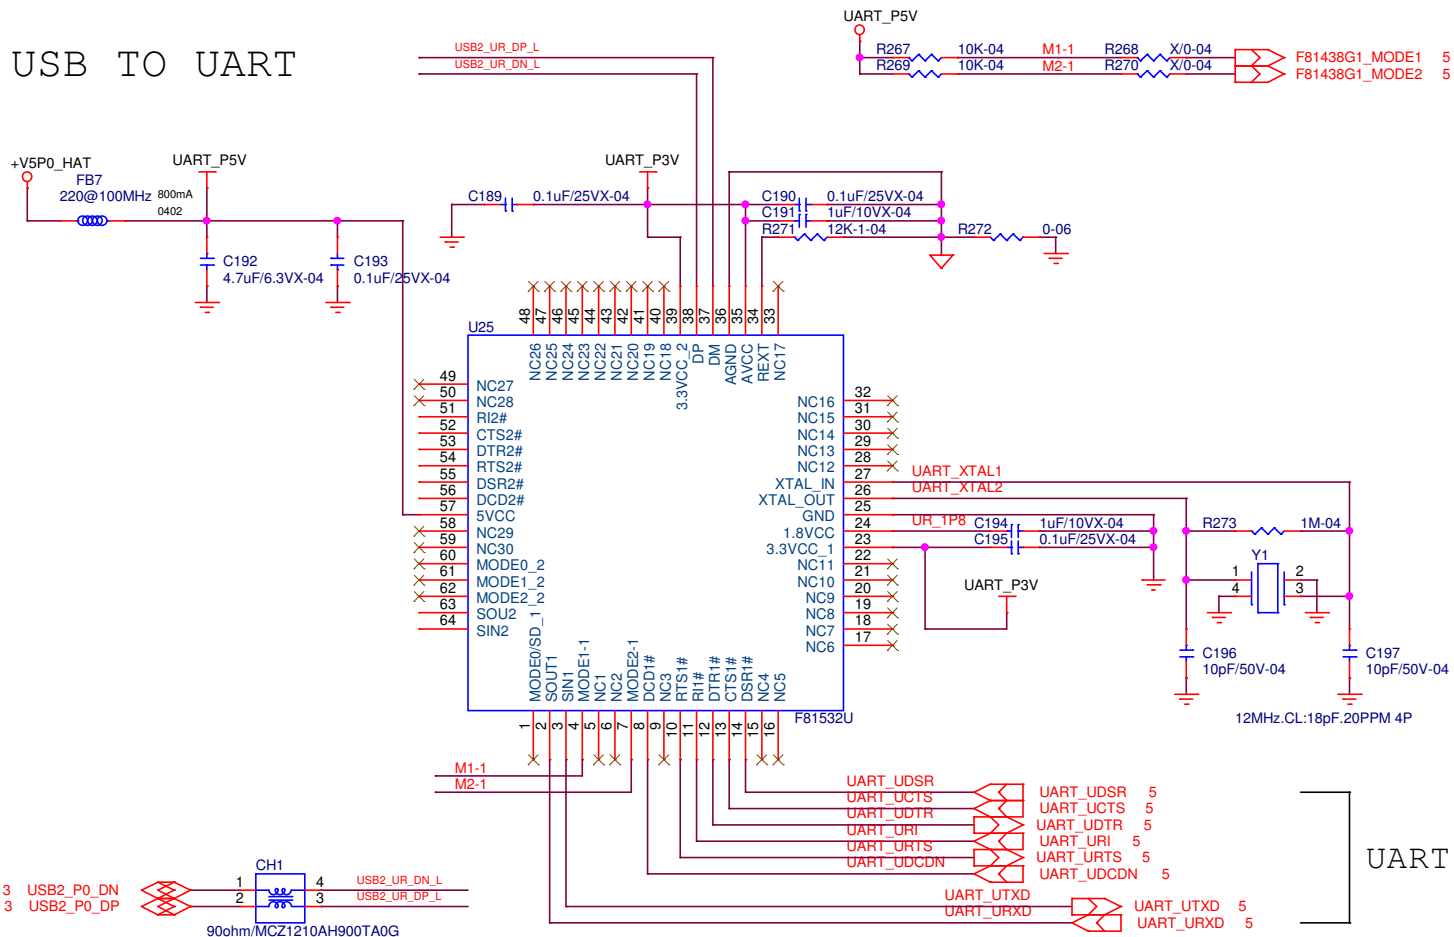 USB TO UART
USB2_UR_DP_L
USB2_UR_DN_L
UART_P5V
R267 10K-04 M1-1 R268 X/0-04 F81438G1_MODE1 5
R269 10K-04 M2-1 R270 X/0-04 F81438G1_MODE2 5
+V5P0_HAT
FB7
220@100MHz 800mA
0402
UART_P5V
C192
4.7uF/6.3VX-04
C193
0.1uF/25VX-04
UART_P3V
C189 0.1uF/25VX-04
C190 0.1uF/25VX-04
C191 1uF/10VX-04
R271 12K-1-04
R272 0-06
U25
48 47 46 45 44 43 42 41 40 39 38 37 36 35 34 33
NC26 NC25 NC24 NC23 NC22 NC21 NC20 NC19 NC18 3.3VCC_2 DP DM AGND AVCC REXT NC17
49 NC27
50 NC28
51 RI2#
52 CTS2#
53 DTR2#
54 RTS2#
55 DSR2#
56 DCD2#
57 5VCC
58 NC29
59 NC30
60 MODE0_2
61 MODE1_2
62 MODE2_2
63 SOU2
64 SIN2
NC16 32
NC15 31
NC14 30
NC13 29
NC12 28
XTAL_IN 27 UART_XTAL1
XTAL_OUT 26 UART_XTAL2
GND 25
1.8VCC 24 UR_1P8 C194 1uF/10VX-04
3.3VCC_1 23 C195 0.1uF/25VX-04
NC11 22
NC10 21
NC9 20
NC8 19
NC7 18
NC6 17
UART_P3V
R273 1M-04
Y1
1 2
4 3
C196
10pF/50V-04
C197
10pF/50V-04
12MHz.CL:18pF.20PPM 4P
MODE0/SD_1 SOUT1 SIN1 MODE1-1 NC1 NC2 MODE2-1 DCD1# NC3 RTS1# RI1# DTR1# CTS1# DSR1# NC4 NC5
1 2 3 4 5 6 7 8 9 10 11 12 13 14 15 16
F81532U
M1-1
M2-1
UART_UDSR UART_UDSR 5
UART_UCTS UART_UCTS 5
UART_UDTR UART_UDTR 5
UART_URI UART_URI 5
UART_URTS UART_URTS 5
UART_UDCDN UART_UDCDN 5
UART_UTXD UART_UTXD 5
UART_URXD UART_URXD 5
UART
CH1
3 USB2_P0_DN 1 4 USB2_UR_DN_L
3 USB2_P0_DP 2 3 USB2_UR_DP_L
90ohm/MCZ1210AH900TA0G